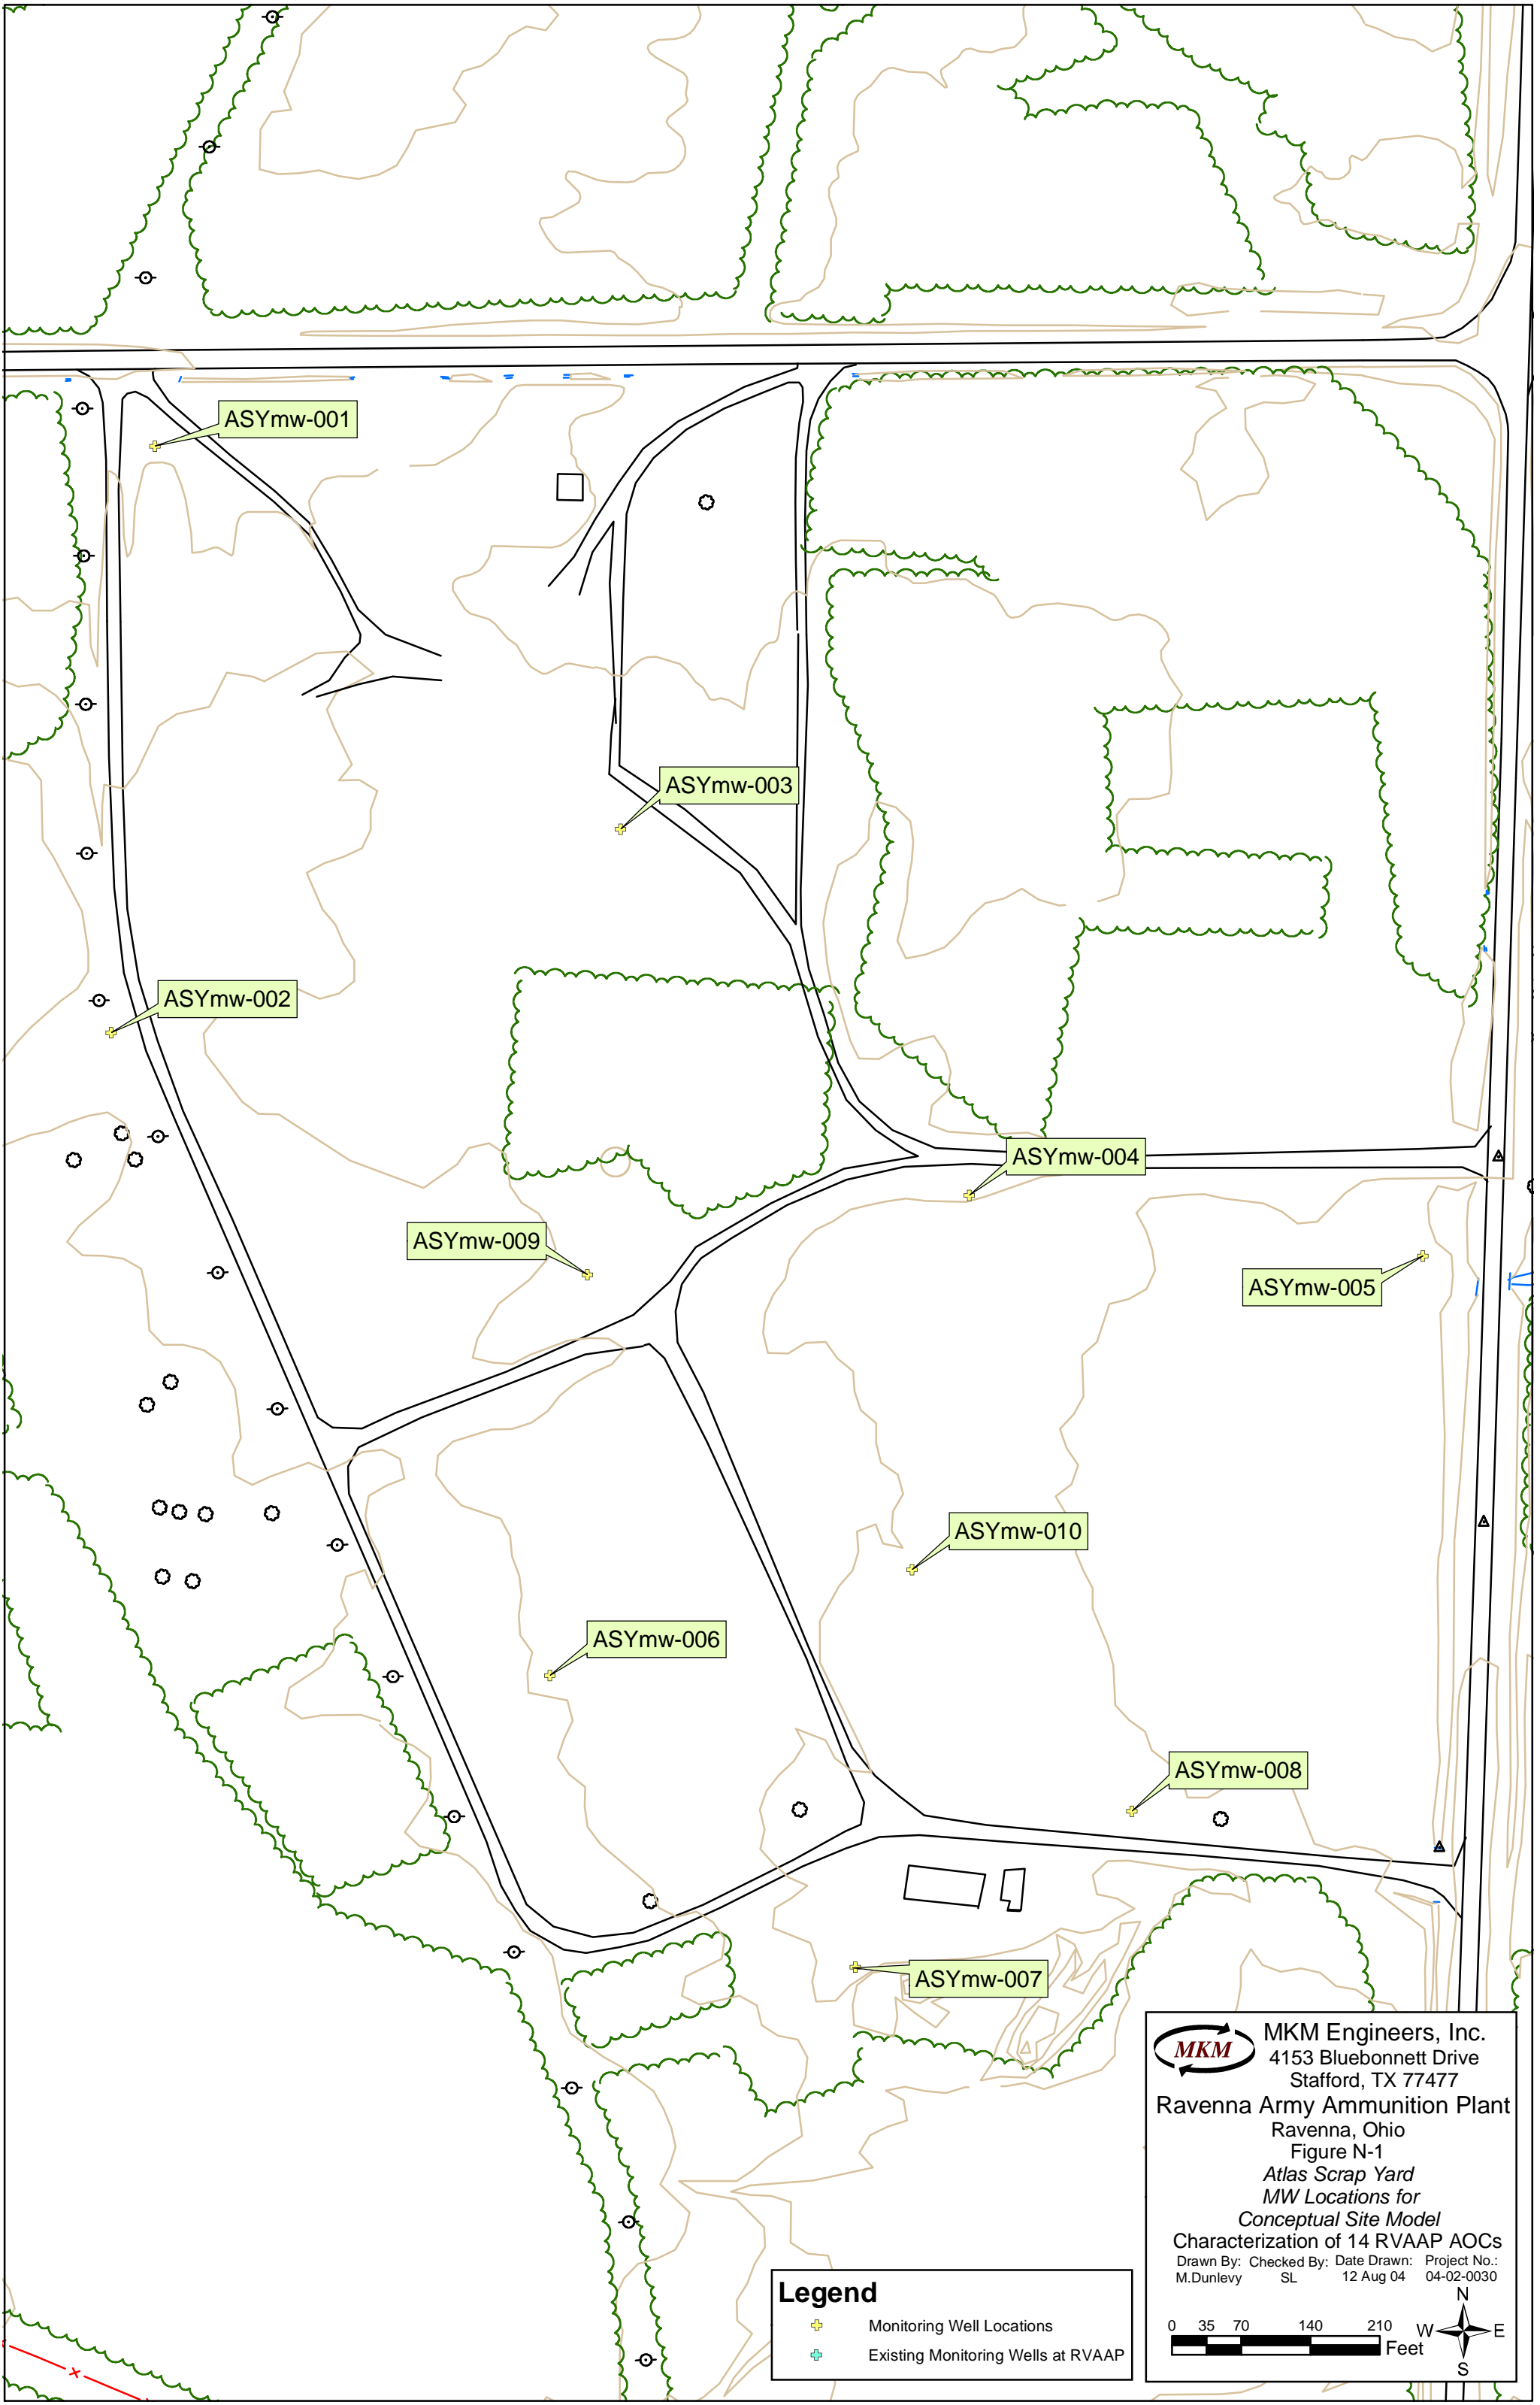 ASYmw-001
ASYmw-003
ASYmw-002
ASYmw-004
ASYmw-009
ASYmw-005
ASYmw-010
ASYmw-006
ASYmw-008
ASYmw-007
MKM
MKM Engineers, Inc.
4153 Bluebonnett Drive
Stafford, TX 77477
Ravenna Army Ammunition Plant
Ravenna, Ohio
Figure N-1
Atlas Scrap Yard
MW Locations for
Conceptual Site Model
Characterization of 14 RVAAP AOCs
Drawn By: Checked By: Date Drawn: Project No.:
M.Dunlevy SL 12 Aug 04 04-02-0030
N
W E
S
0 35 70 140 210
Feet
Legend
Monitoring Well Locations
Existing Monitoring Wells at RVAAP